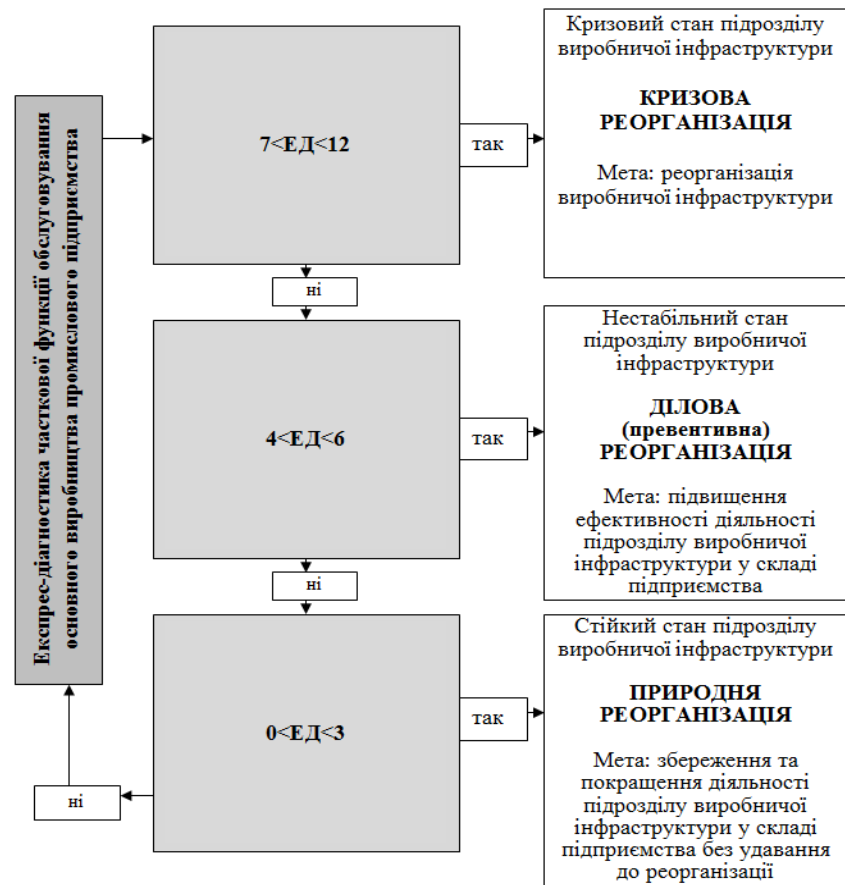 Експрес-діагностика часткової функції обслуговування
основного виробництва промислового підприємства
7<ЕД<12
так
Кризовий стан підрозділу
виробничої інфраструктури
КРИЗОВА
РЕОРГАНІЗАЦІЯ
Мета: реорганізація
виробничої інфраструктури
ні
4<ЕД<6
так
Нестабільний стан
підрозділу виробничої
інфраструктури
ДІЛОВА
(превентивна)
РЕОРГАНІЗАЦІЯ
Мета: підвищення
ефективності діяльності
підрозділу виробничої
інфраструктури у складі
підприємства
ні
0<ЕД<3
так
Стійкий стан підрозділу
виробничої інфраструктури
ПРИРОДНЯ
РЕОРГАНІЗАЦІЯ
Мета: збереження та
покращення діяльності
підрозділу виробничої
інфраструктури у складі
підприємства без удавання
до реорганізації
ні